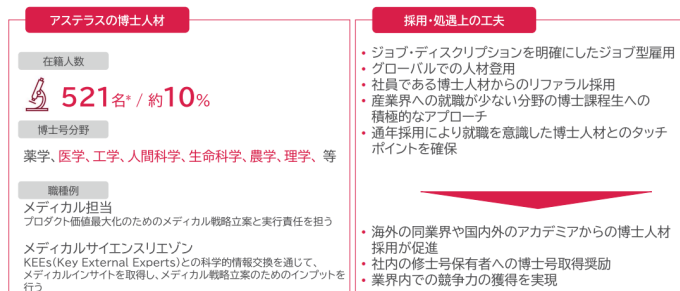 アステラスの博士人材
在籍人数
521名* / 約10%
博士号分野
薬学、医学、工学、人間科学、生命科学、農学、理学、 等
職種例
メディカル担当
プロダクト価値最大化のためのメディカル戦略立案と実行責任を担う
メディカルサイエンスリエゾン
KEEs(Key External Experts)との科学的情報交換を通じて、
メディカルインサイトを取得し、メディカル戦略立案のためのインプットを
行う
採用・処遇上の工夫
• ジョブ・ディスクリプションを明確にしたジョブ型雇用
• グローバルでの人材登用
• 社員である博士人材からのリファラル採用
• 産業界への就職が少ない分野の博士課程生への
積極的なアプローチ
• 通年採用により就職を意識した博士人材とのタッチ
ポイントを確保
• 海外の同業界や国内外のアカデミアからの博士人材
採用が促進
• 社内の修士号保有者への博士号取得奨励
• 業界内での競争力の獲得を実現